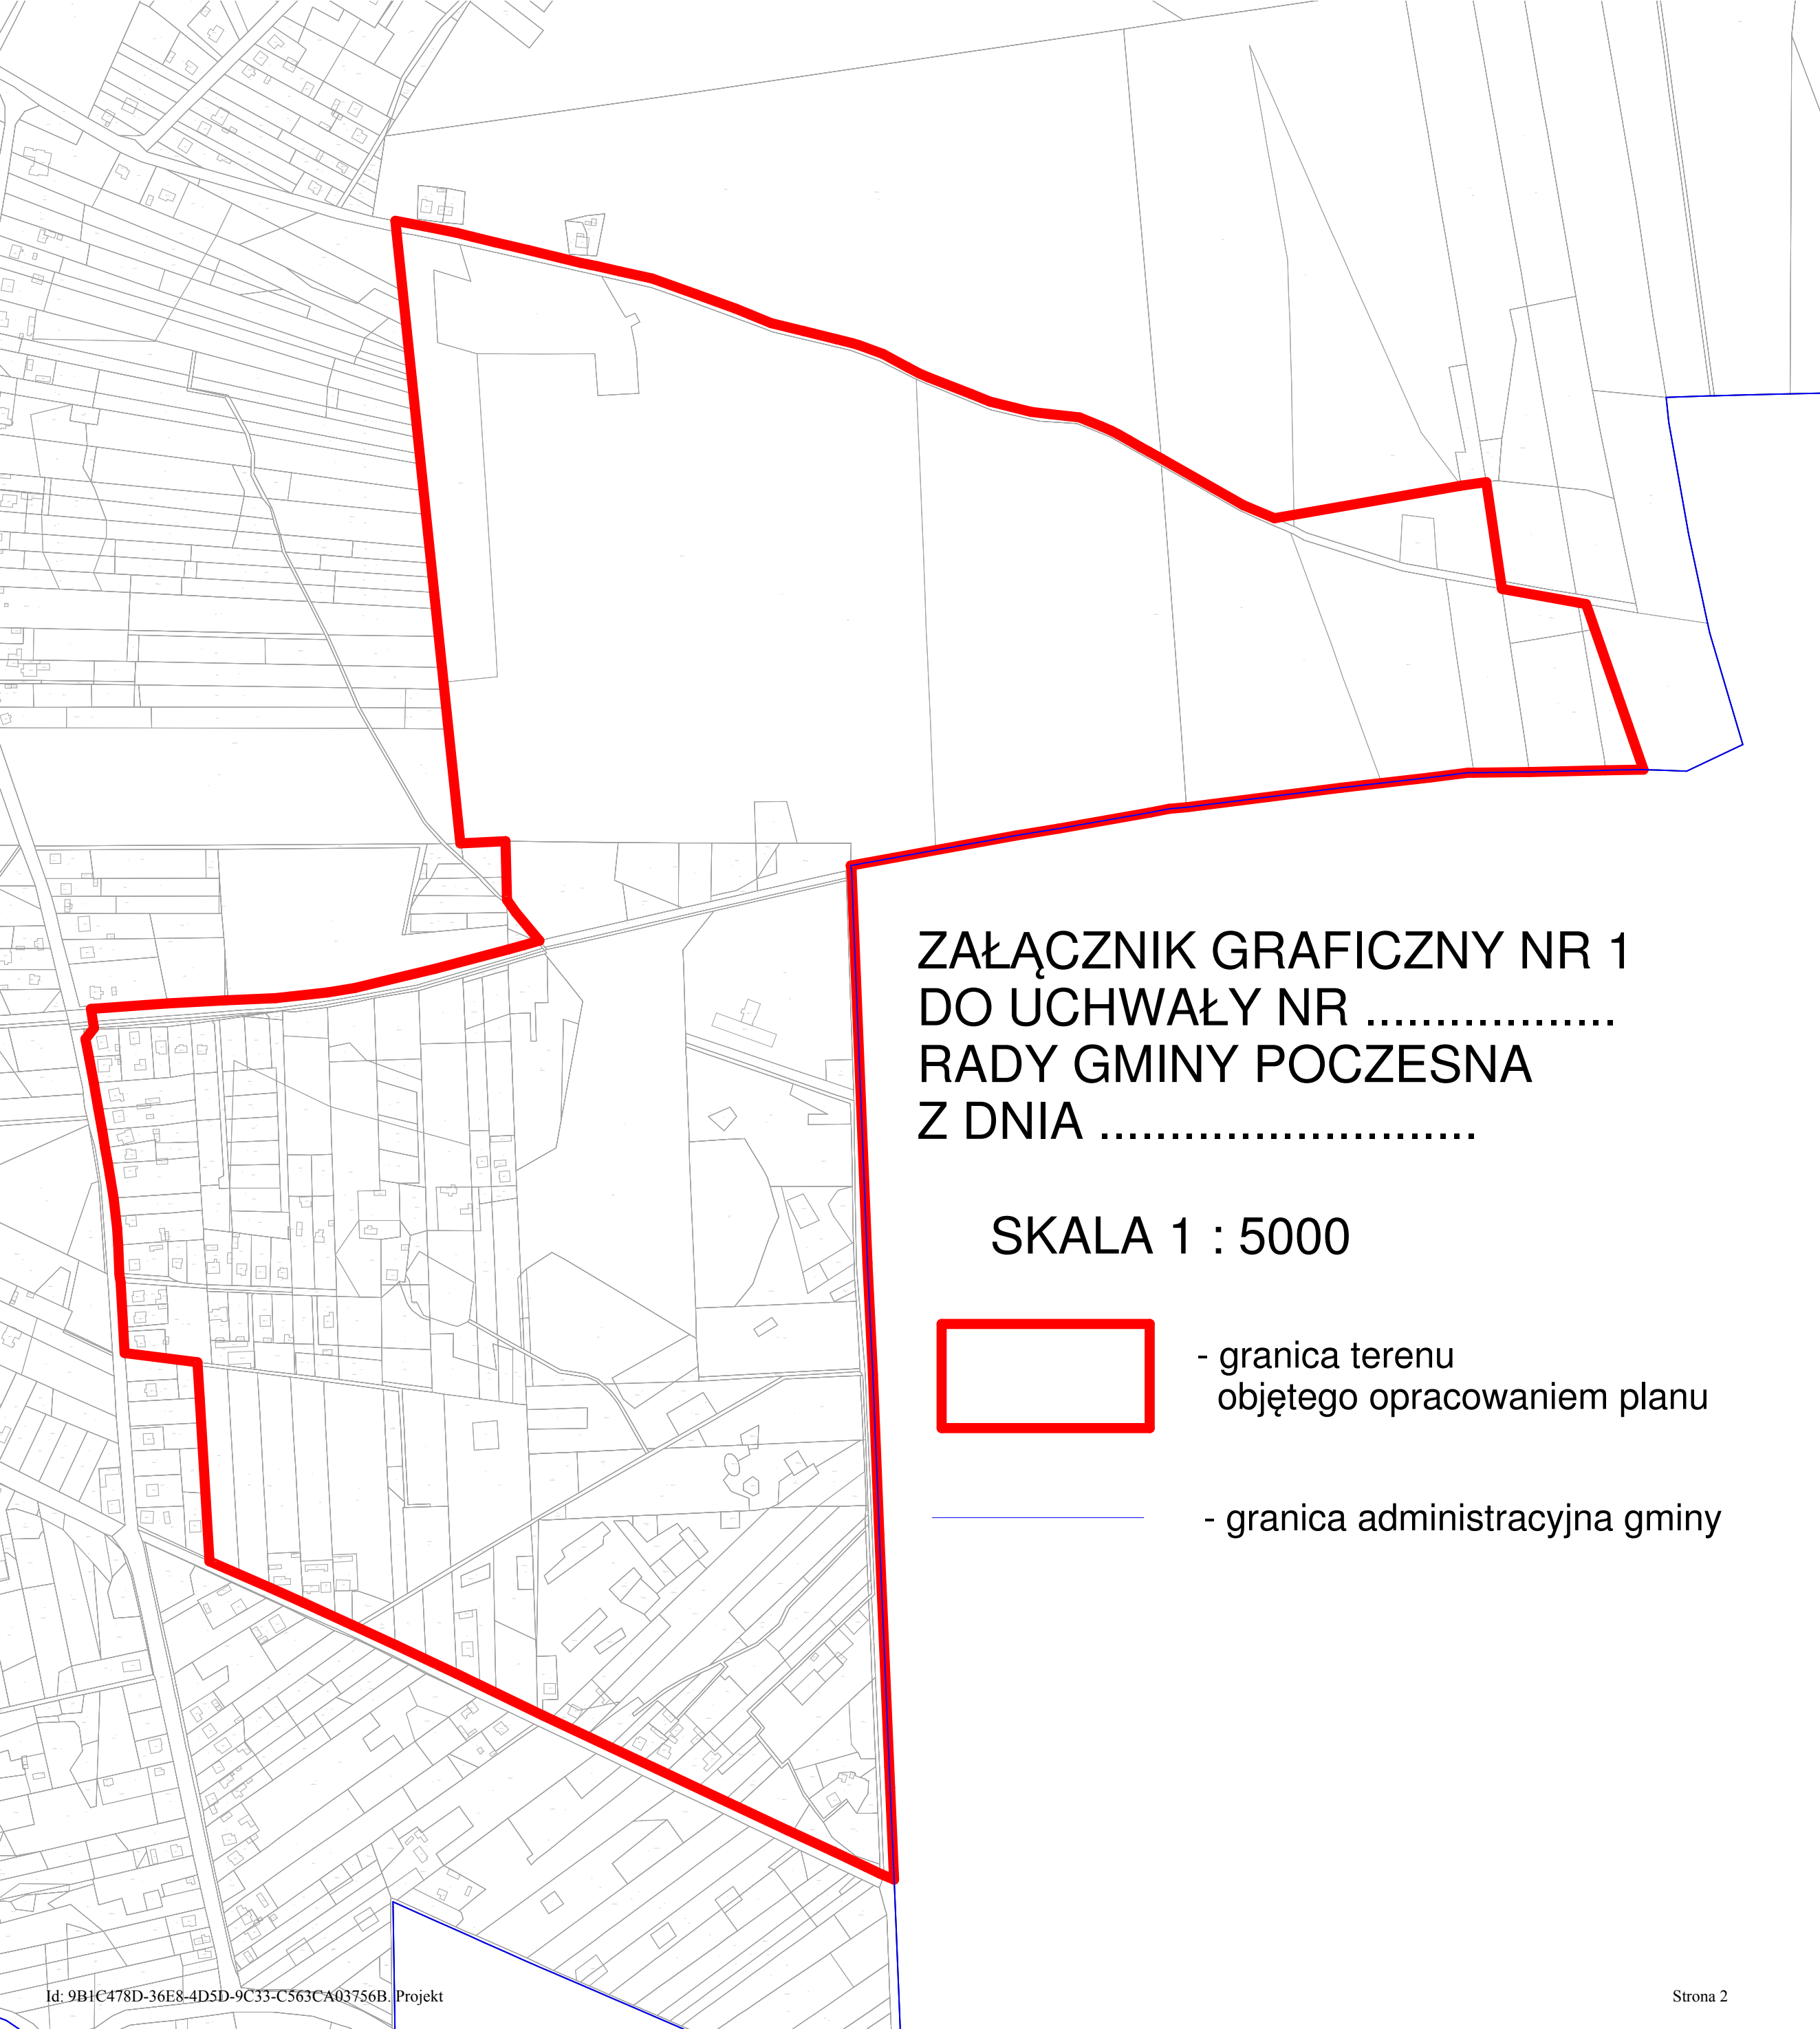 ZAŁĄCZNIK GRAFICZNY NR 1
DO UCHWAŁY NR ..................
RADY GMINY POCZESNA
Z DNIA ...........................
SKALA 1 : 5000
- granica terenu
objętego opracowaniem planu
- granica administracyjna gminy
Id: 9B1C478D-36E8-4D5D-9C33-C563CA03756B. Projekt
Strona 2